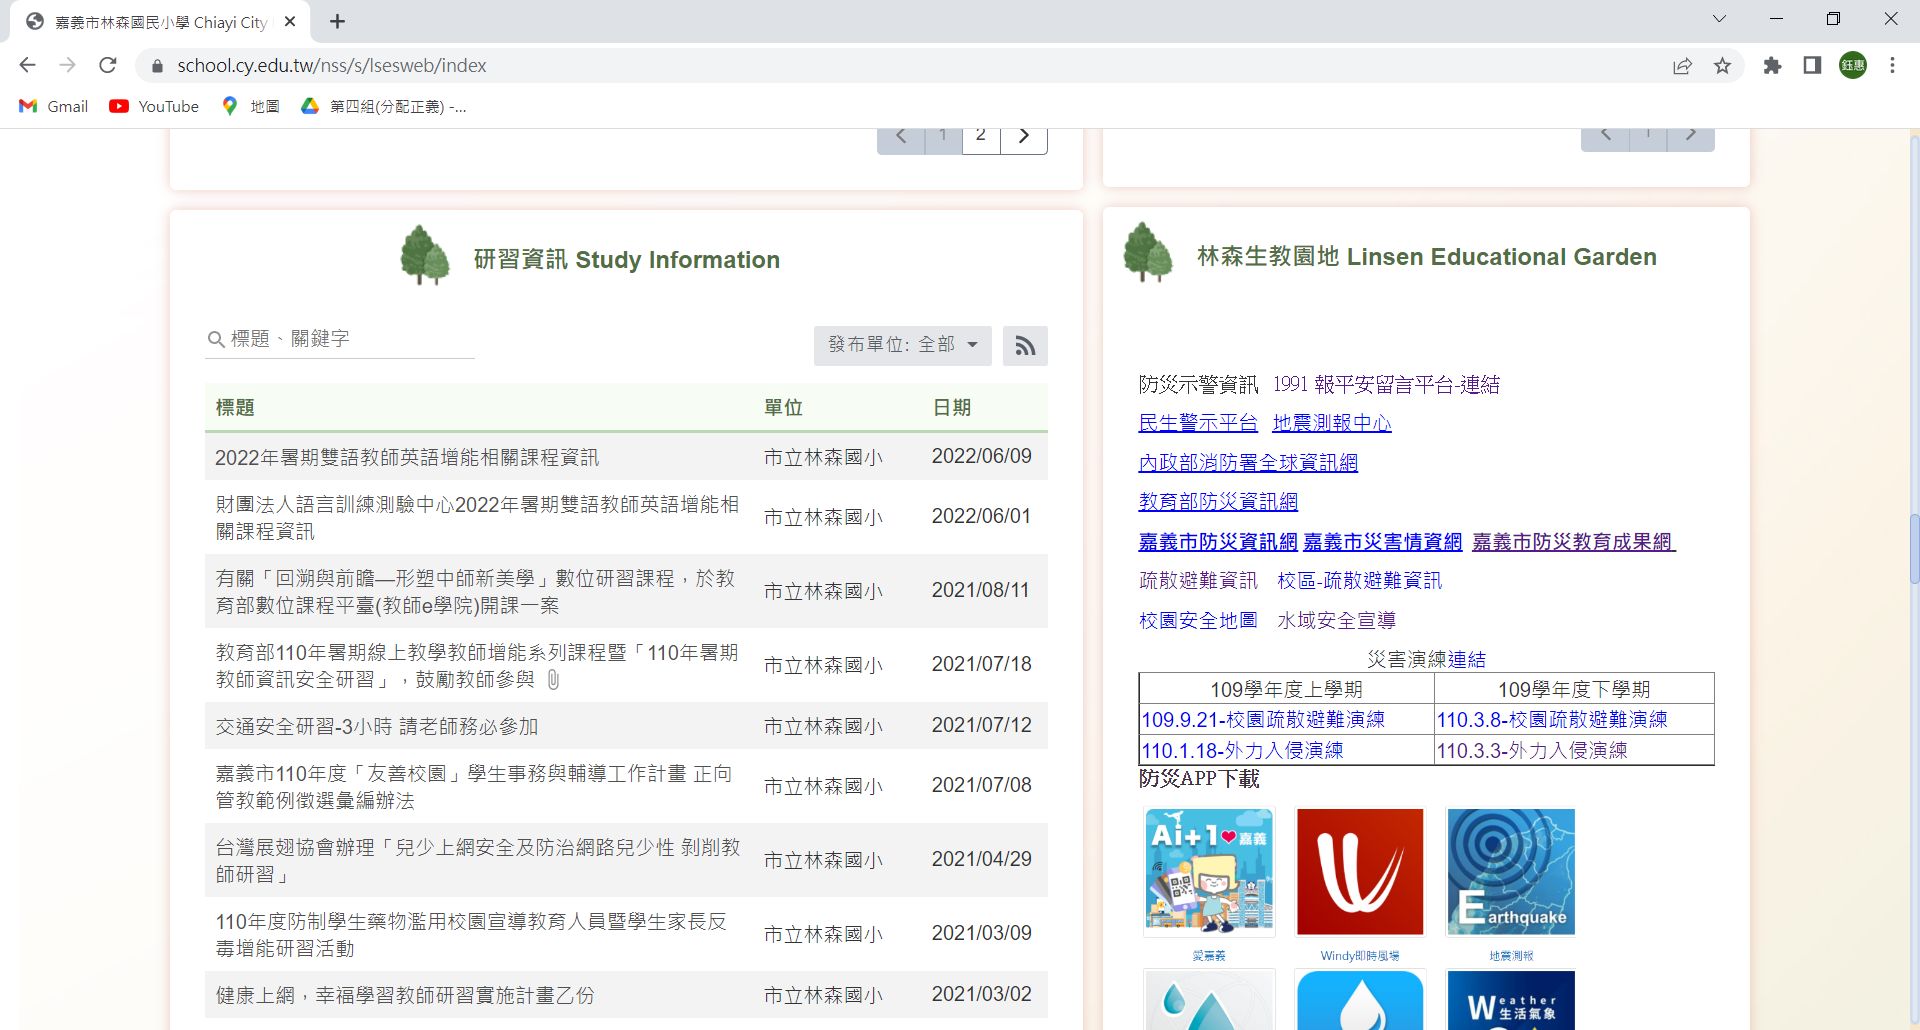 嘉義市林森國民小學 Chiayi City
school.cy.edu.tw/nss/s/lsesweb/index
鈺惠
Gmail
YouTube
地圖
第四組(分配正義) -...
1
2
1
研習資訊 Study Information
標題、關鍵字
發布單位: 全部
標題 單位 日期
2022年暑期雙語教師英語增能相關課程資訊 市立林森國小 2022/06/09
財團法人語言訓練測驗中心2022年暑期雙語教師英語增能相
關課程資訊
市立林森國小 2022/06/01
有關「回溯與前瞻—形塑中師新美學」數位研習課程，於教
育部數位課程平臺(教師e學院)開課一案
市立林森國小 2021/08/11
教育部110年暑期線上教學教師增能系列課程暨「110年暑期
教師資訊安全研習」，鼓勵教師參與
市立林森國小 2021/07/18
交通安全研習-3小時 請老師務必參加 市立林森國小 2021/07/12
嘉義市110年度「友善校園」學生事務與輔導工作計畫 正向
管教範例徵選彙編辦法
市立林森國小 2021/07/08
台灣展翅協會辦理「兒少上網安全及防治網路兒少性 剝削教
師研習」
市立林森國小 2021/04/29
110年度防制學生藥物濫用校園宣導教育人員暨學生家長反
毒增能研習活動
市立林森國小 2021/03/09
健康上網，幸福學習教師研習實施計畫乙份 市立林森國小 2021/03/02
林森生教園地 Linsen Educational Garden
防災示警資訊 1991 報平安留言平台-連結
民生警示平台 地震測報中心
內政部消防署全球資訊網
教育部防災資訊網
嘉義市防災資訊網 嘉義市災害情資網 嘉義市防災教育成果網
疏散避難資訊 校區-疏散避難資訊
校園安全地圖 水域安全宣導
災害演練連結
109學年度上學期 109學年度下學期
109.9.21-校園疏散避難演練 110.3.8-校園疏散避難演練
110.1.18-外力入侵演練 110.3.3-外力入侵演練
防災APP下載
Ai+1 嘉義
Earthquake
愛嘉義 Windy即時風場 地震測報
Weather
生活氣象